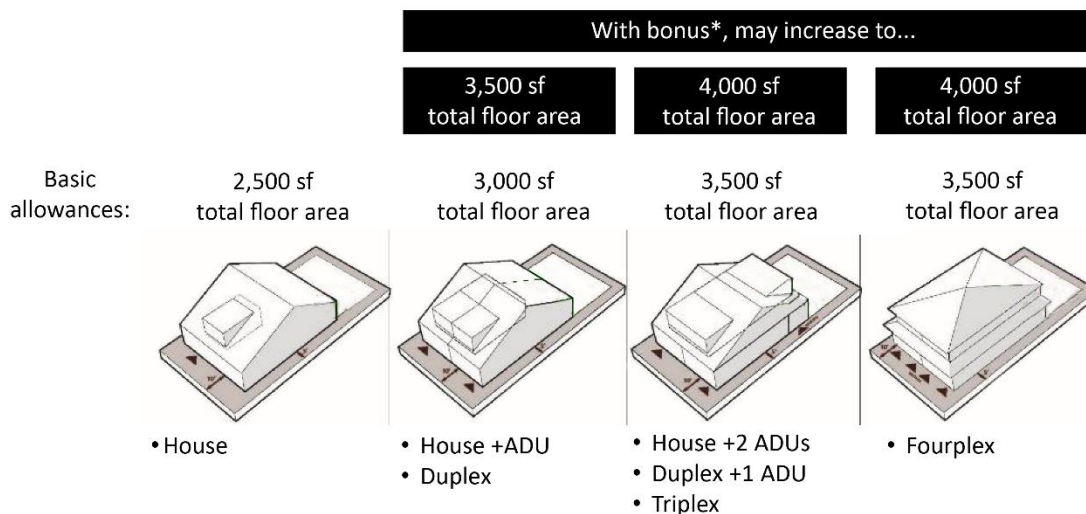 With bonus*, may increase to...
3,500 sf
total floor area
4,000 sf
total floor area
4,000 sf
total floor area
Basic
allowances:
2,500 sf
total floor area
3,000 sf
total floor area
3,500 sf
total floor area
3,500 sf
total floor area
• House
• House +ADU
• Duplex
• House +2 ADUs
• Duplex +1 ADU
• Triplex
• Fourplex